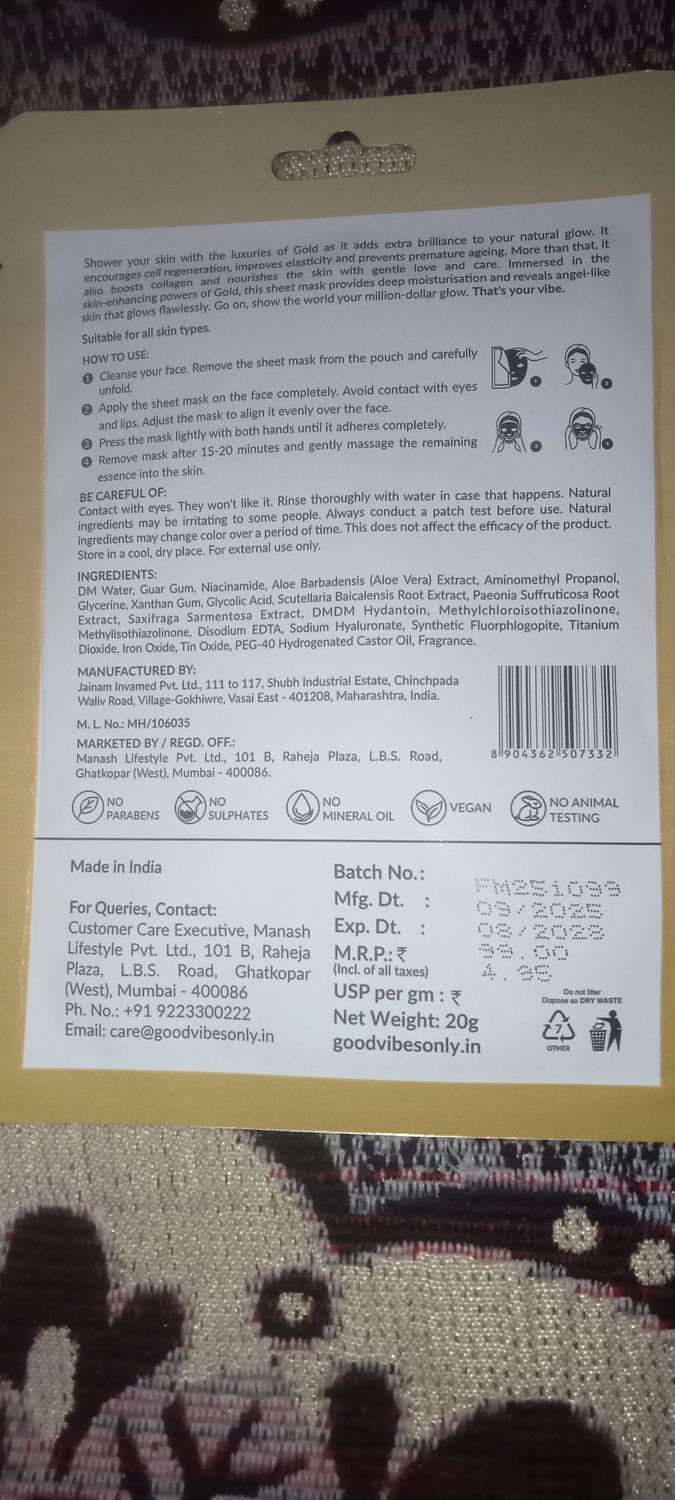 Shower your skin with the luxuries of Gold as it adds extra brilliance to your natural glow. It
encourages cell regeneration, improves elasticity and prevents premature ageing. More than that, it
also boosts collagen and nourishes the skin with gentle love and care. Immersed in the
skin-enhancing powers of Gold, this sheet mask provides deep moisturisation and reveals angel-like
skin that glows flawlessly. Go on, show the world your million-dollar glow. That's your vibe.
Suitable for all skin types.
HOW TO USE:
1 Cleanse your face. Remove the sheet mask from the pouch and carefully
unfold.
2 Apply the sheet mask on the face completely. Avoid contact with eyes
and lips. Adjust the mask to align it evenly over the face.
3 Press the mask lightly with both hands until it adheres completely.
4 Remove mask after 15-20 minutes and gently massage the remaining
essence into the skin.
1 2
3 4
BE CAREFUL OF:
Contact with eyes. They won't like it. Rinse thoroughly with water in case that happens. Natural
ingredients may be irritating to some people. Always conduct a patch test before use. Natural
ingredients may change color over a period of time. This does not affect the efficacy of the product.
Store in a cool, dry place. For external use only.
INGREDIENTS:
DM Water, Guar Gum, Niacinamide, Aloe Barbadensis (Aloe Vera) Extract, Aminomethyl Propanol,
Glycerine, Xanthan Gum, Glycolic Acid, Scutellaria Baicalensis Root Extract, Paeonia Suffruticosa Root
Extract, Saxifraga Sarmentosa Extract, DMDM Hydantoin, Methylchloroisothiazolinone,
Methylisothiazolinone, Disodium EDTA, Sodium Hyaluronate, Synthetic Fluorphlogopite, Titanium
Dioxide, Iron Oxide, Tin Oxide, PEG-40 Hydrogenated Castor Oil, Fragrance.
MANUFACTURED BY:
Jainam Invamed Pvt. Ltd., 111 to 117, Shubh Industrial Estate, Chinchpada
Waliv Road, Village-Gokhiwre, Vasai East - 401208, Maharashtra, India.
M. L. No.: MH/106035
MARKETED BY / REGD. OFF.:
Manash Lifestyle Pvt. Ltd., 101 B, Raheja Plaza, L.B.S. Road,
Ghatkopar (West), Mumbai - 400086.
8 904362 507332
NO
PARABENS
NO
SULPHATES
NO
MINERAL OIL
VEGAN
NO ANIMAL
TESTING
Made in India
For Queries, Contact:
Customer Care Executive, Manash
Lifestyle Pvt. Ltd., 101 B, Raheja
Plaza, L.B.S. Road, Ghatkopar
(West), Mumbai - 400086
Ph. No.: +91 9223300222
Email: care@goodvibesonly.in
Batch No.: FM251099
Mfg. Dt. : 09/2025
Exp. Dt. : 08/2028
M.R.P.: ₹ 99.00
(Incl. of all taxes)
USP per gm : ₹ 4.95
Net Weight: 20g
goodvibesonly.in
Do not litter
Dispose as DRY WASTE
7
OTHER